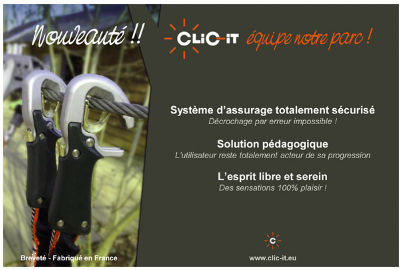 Nouveauté !!
CLiC-iT équipe notre parc !
Système d'assurage totalement sécurisé
Décrochage par erreur impossible !
Solution pédagogique
L'utilisateur reste totalement acteur de sa progression
L'esprit libre et serein
Des sensations 100% plaisir !
Breveté - Fabriqué en France
www.clic-it.eu